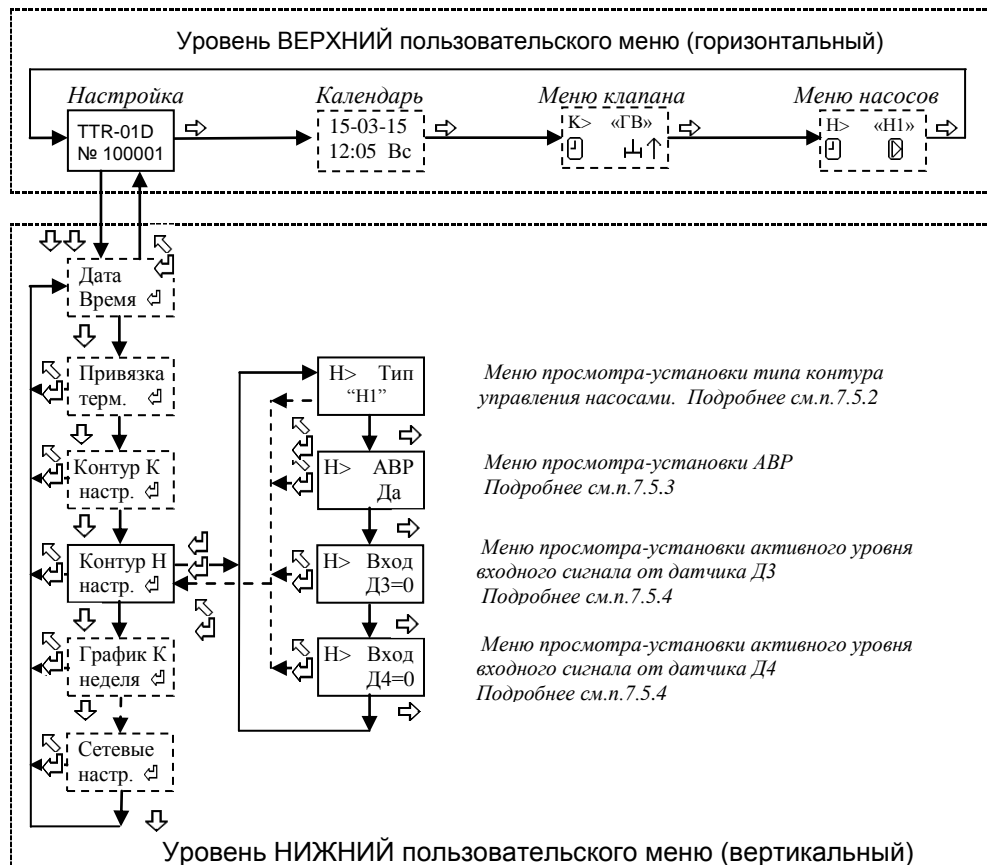 Уровень ВЕРХНИЙ пользовательского меню (горизонтальный)
Настройка
Календарь
Меню клапана
Меню насосов
TTR-01D
№ 100001
15-03-15
12:05 Вс
К> «ГВ»
Н> «Н1»
Дата
Время
Привязка
терм.
Контур К
настр.
Контур Н
настр.
График К
неделя
Сетевые
настр.
Н> Тип
“Н1”
Меню просмотра-установки типа контура
управления насосами. Подробнее см.п.7.5.2
Н> АВР
Да
Меню просмотра-установки АВР
Подробнее см.п.7.5.3
Н> Вход
Д3=0
Меню просмотра-установки активного уровня
входного сигнала от датчика Д3
Подробнее см.п.7.5.4
Н> Вход
Д4=0
Меню просмотра-установки активного уровня
входного сигнала от датчика Д4
Подробнее см.п.7.5.4
Уровень НИЖНИЙ пользовательского меню (вертикальный)